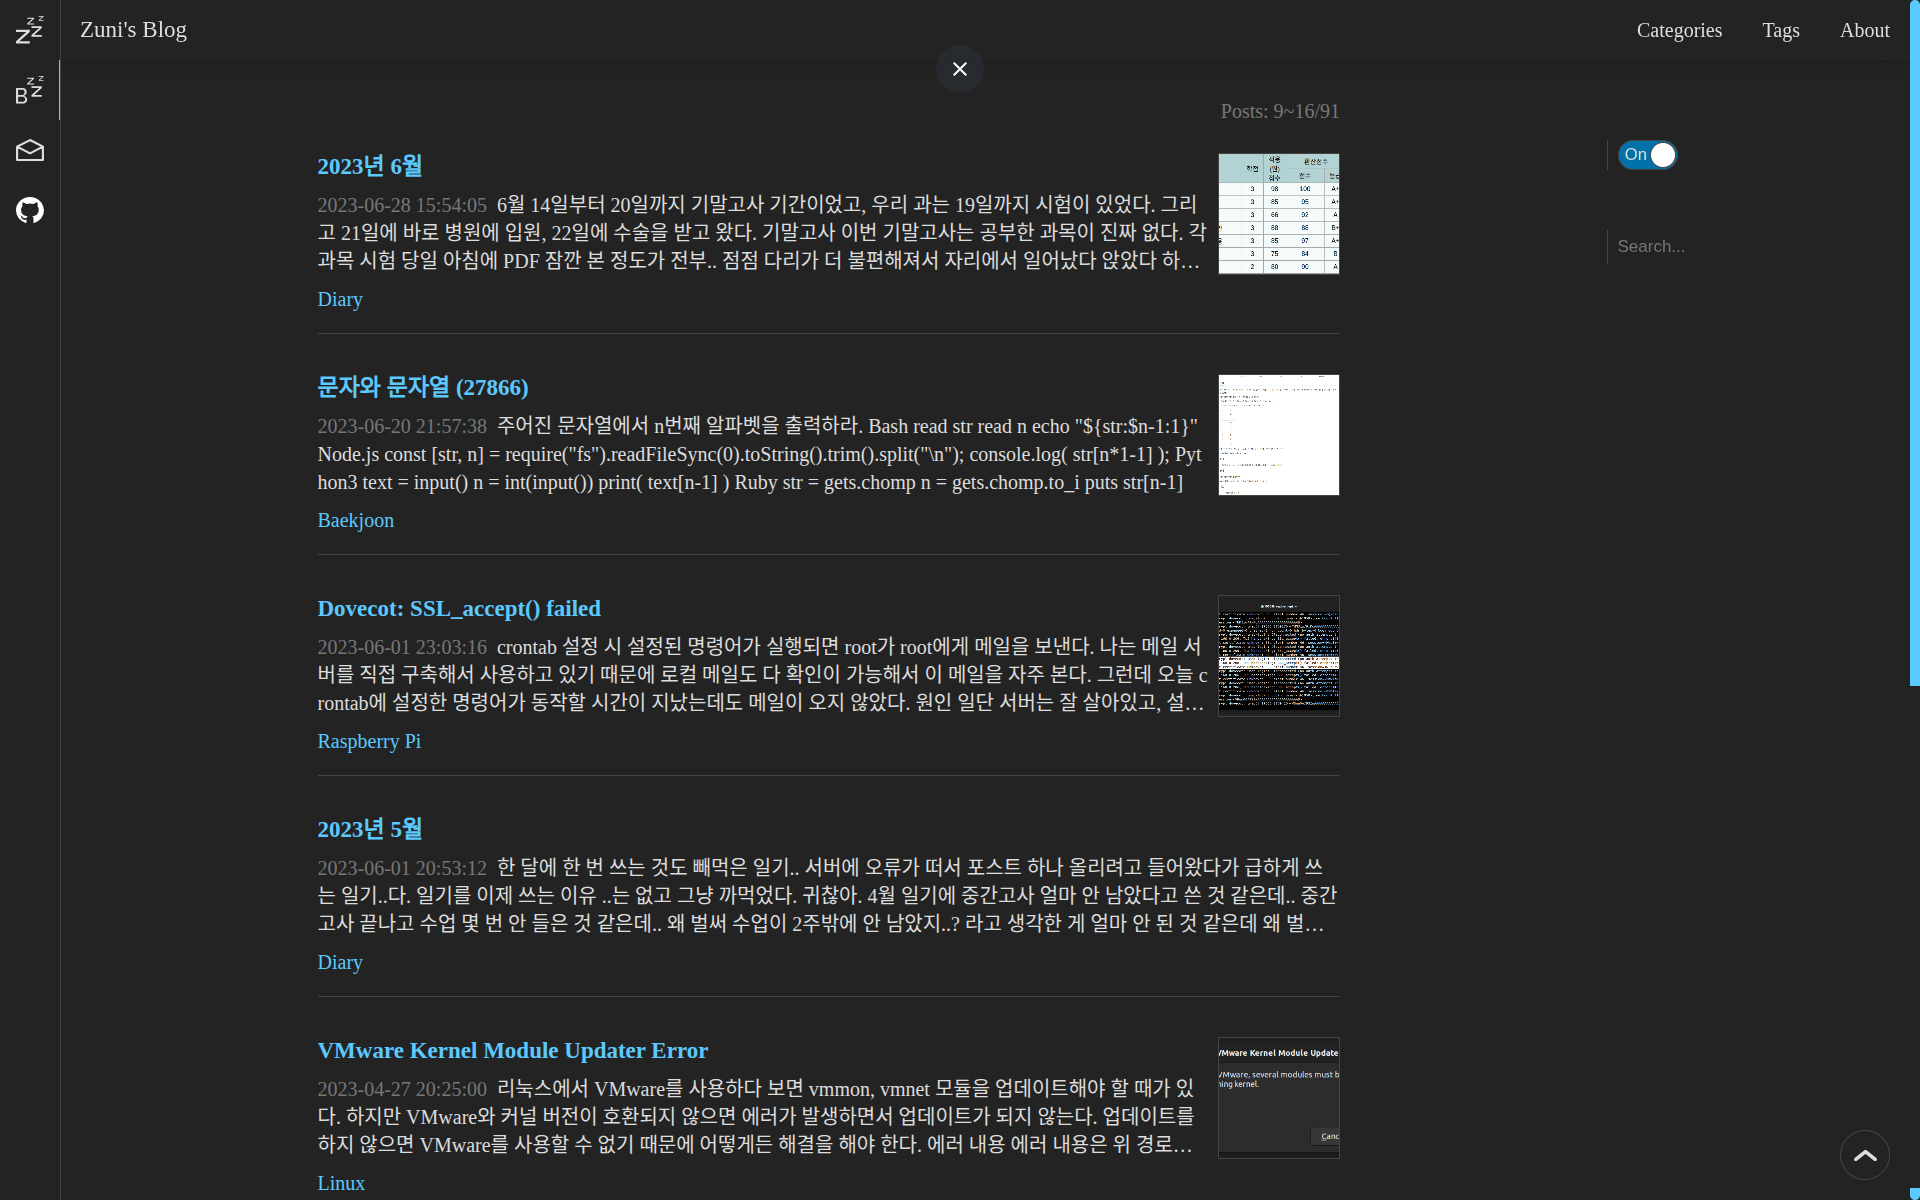 Zuni's Blog
Categories
Tags
About
Posts: 9~16/91
On
Search...
2023년 6월
2023-06-28 15:54:05 6월 14일부터 20일까지 기말고사 기간이었고, 우리 과는 19일까지 시험이 있었다. 그리
고 21일에 바로 병원에 입원, 22일에 수술을 받고 왔다. 기말고사 이번 기말고사는 공부한 과목이 진짜 없다. 각
과목 시험 당일 아침에 PDF 잠깐 본 정도가 전부.. 점점 다리가 더 불편해져서 자리에서 일어났다 앉았다 하…
Diary
문자와 문자열 (27866)
2023-06-20 21:57:38 주어진 문자열에서 n번째 알파벳을 출력하라. Bash read str read n echo "${str:$n-1:1}"
Node.js const [str, n] = require("fs").readFileSync(0).toString().trim().split("\n"); console.log( str[n*1-1] ); Pyt
hon3 text = input() n = int(input()) print( text[n-1] ) Ruby str = gets.chomp n = gets.chomp.to_i puts str[n-1]
Baekjoon
Dovecot: SSL_accept() failed
2023-06-01 23:03:16 crontab 설정 시 설정된 명령어가 실행되면 root가 root에게 메일을 보낸다. 나는 메일 서
버를 직접 구축해서 사용하고 있기 때문에 로컬 메일도 다 확인이 가능해서 이 메일을 자주 본다. 그런데 오늘 c
rontab에 설정한 명령어가 동작할 시간이 지났는데도 메일이 오지 않았다. 원인 일단 서버는 잘 살아있고, 설…
Raspberry Pi
2023년 5월
2023-06-01 20:53:12 한 달에 한 번 쓰는 것도 빼먹은 일기.. 서버에 오류가 떠서 포스트 하나 올리려고 들어왔다가 급하게 쓰
는 일기..다. 일기를 이제 쓰는 이유 ..는 없고 그냥 까먹었다. 귀찮아. 4월 일기에 중간고사 얼마 안 남았다고 쓴 것 같은데.. 중간
고사 끝나고 수업 몇 번 안 들은 것 같은데.. 왜 벌써 수업이 2주밖에 안 남았지..? 라고 생각한 게 얼마 안 된 것 같은데 왜 벌…
Diary
VMware Kernel Module Updater Error
2023-04-27 20:25:00 리눅스에서 VMware를 사용하다 보면 vmmon, vmnet 모듈을 업데이트해야 할 때가 있
다. 하지만 VMware와 커널 버전이 호환되지 않으면 에러가 발생하면서 업데이트가 되지 않는다. 업데이트를
하지 않으면 VMware를 사용할 수 없기 때문에 어떻게든 해결을 해야 한다. 에러 내용 에러 내용은 위 경로…
VMware Kernel Module Update
VMware, several modules must b
ning kernel.
Canc
Linux